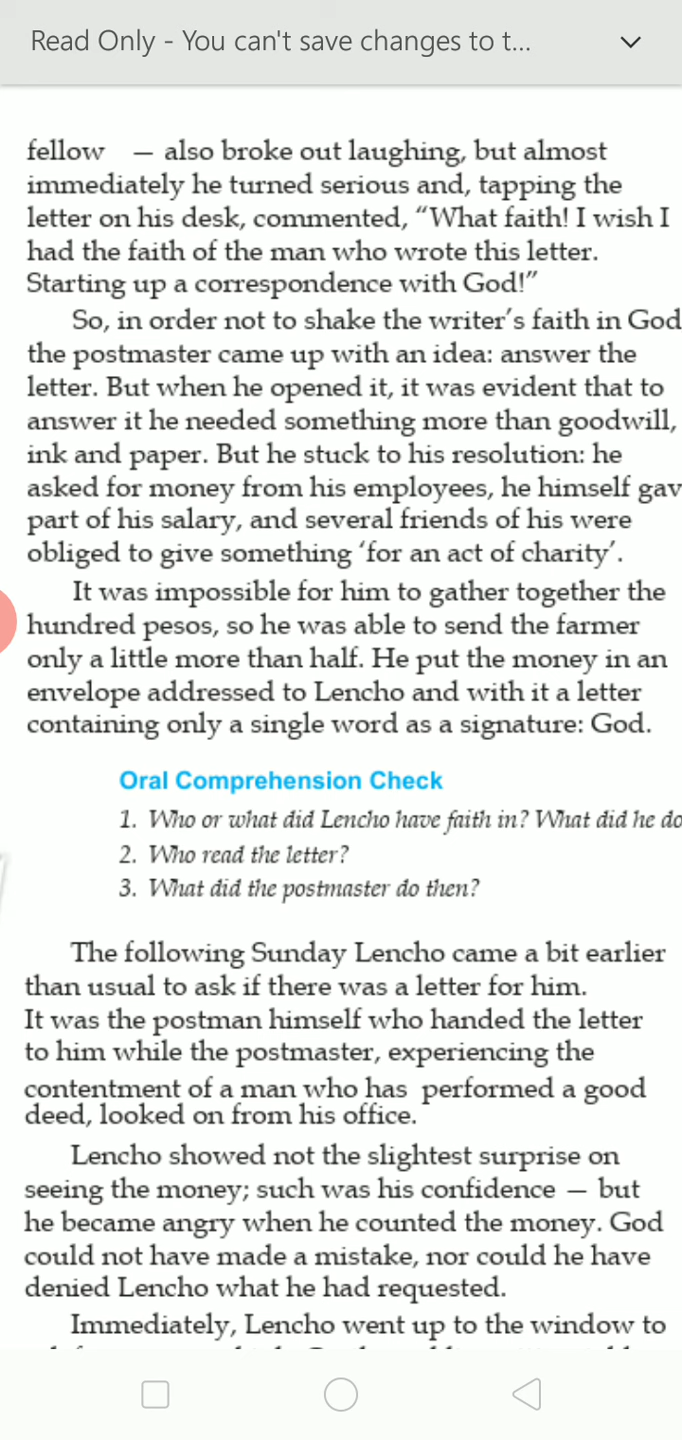 Read Only - You can't save changes to t...
fellow — also broke out laughing, but almost
immediately he turned serious and, tapping the
letter on his desk, commented, “What faith! I wish I
had the faith of the man who wrote this letter.
Starting up a correspondence with God!”
So, in order not to shake the writer’s faith in God
the postmaster came up with an idea: answer the
letter. But when he opened it, it was evident that to
answer it he needed something more than goodwill,
ink and paper. But he stuck to his resolution: he
asked for money from his employees, he himself gav
part of his salary, and several friends of his were
obliged to give something ‘for an act of charity’.
It was impossible for him to gather together the
hundred pesos, so he was able to send the farmer
only a little more than half. He put the money in an
envelope addressed to Lencho and with it a letter
containing only a single word as a signature: God.
Oral Comprehension Check
1. Who or what did Lencho have faith in? What did he do
2. Who read the letter?
3. What did the postmaster do then?
The following Sunday Lencho came a bit earlier
than usual to ask if there was a letter for him.
It was the postman himself who handed the letter
to him while the postmaster, experiencing the
contentment of a man who has performed a good
deed, looked on from his office.
Lencho showed not the slightest surprise on
seeing the money; such was his confidence — but
he became angry when he counted the money. God
could not have made a mistake, nor could he have
denied Lencho what he had requested.
Immediately, Lencho went up to the window to